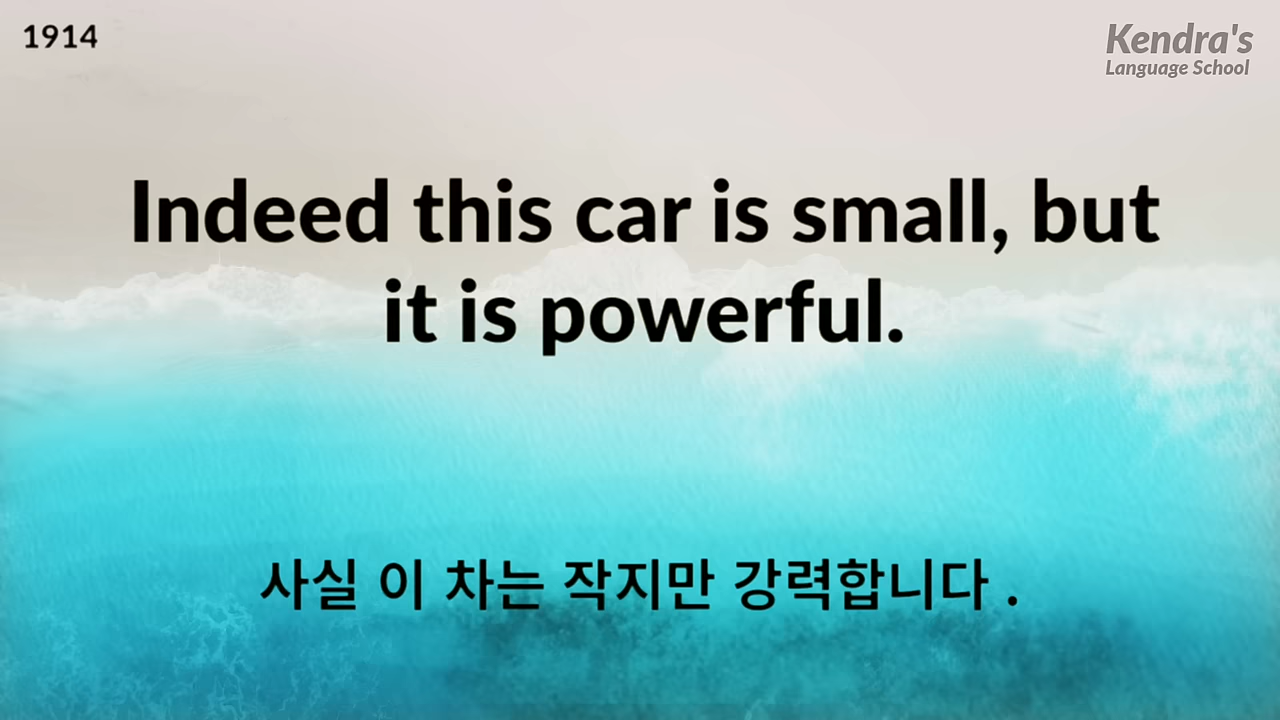 1914
Kendra's
Language School
Indeed this car is small, but
it is powerful.
사실 이 차는 작지만 강력합니다 .